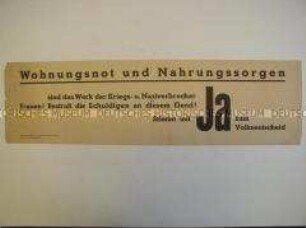 Wohnungsnot und Nahrungssorgen
sind das Werk der Kriegs- u. Naziverbrecher
Frauen! Bestraft die Schuldigen an diesem Elend!
Stimmt mit
Ja
zum
Volksentscheid